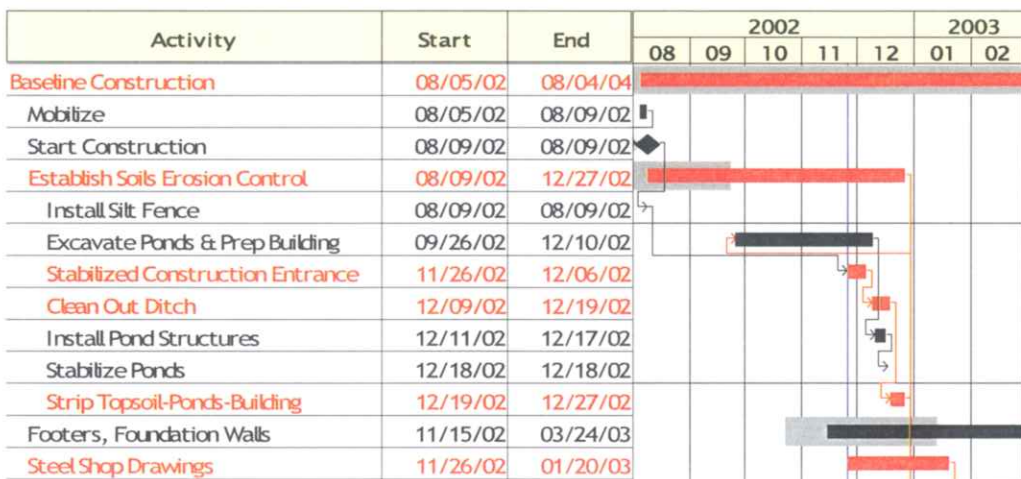 Activity Start End 2002 2003
08 09 10 11 12 01 02
Baseline Construction 08/05/02 08/04/04
Mobilize 08/05/02 08/09/02
Start Construction 08/09/02 08/09/02
Establish Soils Erosion Control 08/09/02 12/27/02
Install Silt Fence 08/09/02 08/09/02
Excavate Ponds & Prep Building 09/26/02 12/10/02
Stabilized Construction Entrance 11/26/02 12/06/02
Clean Out Ditch 12/09/02 12/19/02
Install Pond Structures 12/11/02 12/17/02
Stabilize Ponds 12/18/02 12/18/02
Strip Topsoil-Ponds-Building 12/19/02 12/27/02
Footers, Foundation Walls 11/15/02 03/24/03
Steel Shop Drawings 11/26/02 01/20/03